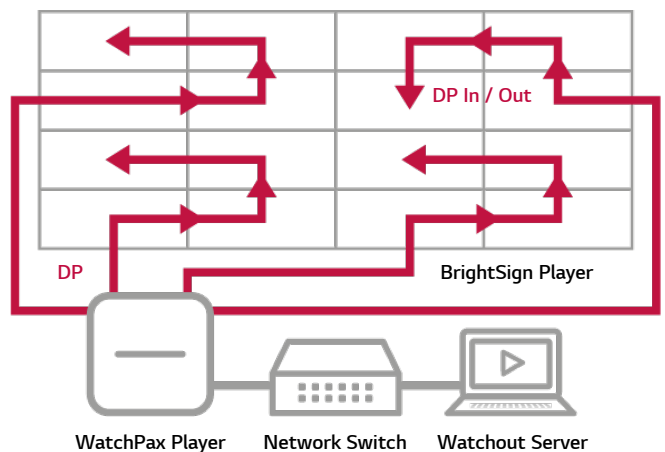 DP In / Out
DP
BrightSign Player
WatchPax Player
Network Switch
Watchout Server